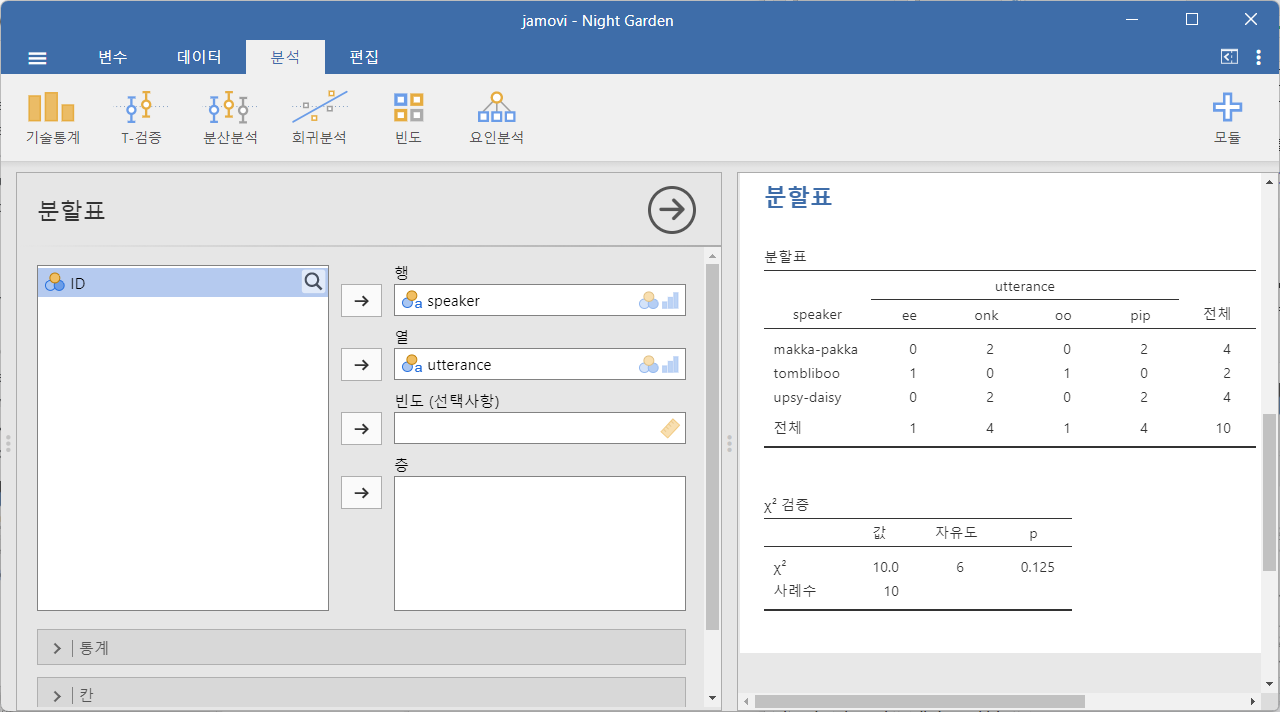 jamovi - Night Garden
변수 데이터 분석 편집
기술통계 T-검증 분산분석 회귀분석 빈도 요인분석 모듈
분할표
ID
행
speaker
열
utterance
빈도 (선택사항)
층
통계
칸
분할표
분할표
utterance
speaker ee onk oo pip 전체
makka-pakka 0 2 0 2 4
tombliboo 1 0 1 0 2
upsy-daisy 0 2 0 2 4
전체 1 4 1 4 10
χ² 검증
값 자유도 p
χ² 10.0 6 0.125
사례수 10